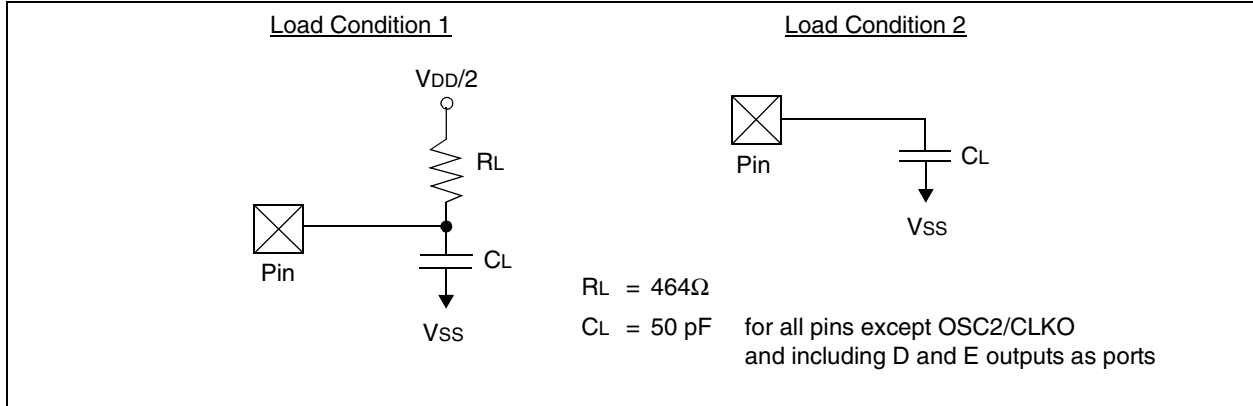 Load Condition 1
VDD/2
RL
Pin
CL
VSS
Load Condition 2
Pin
CL
VSS
RL = 464Ω
CL = 50 pF for all pins except OSC2/CLKO
and including D and E outputs as ports